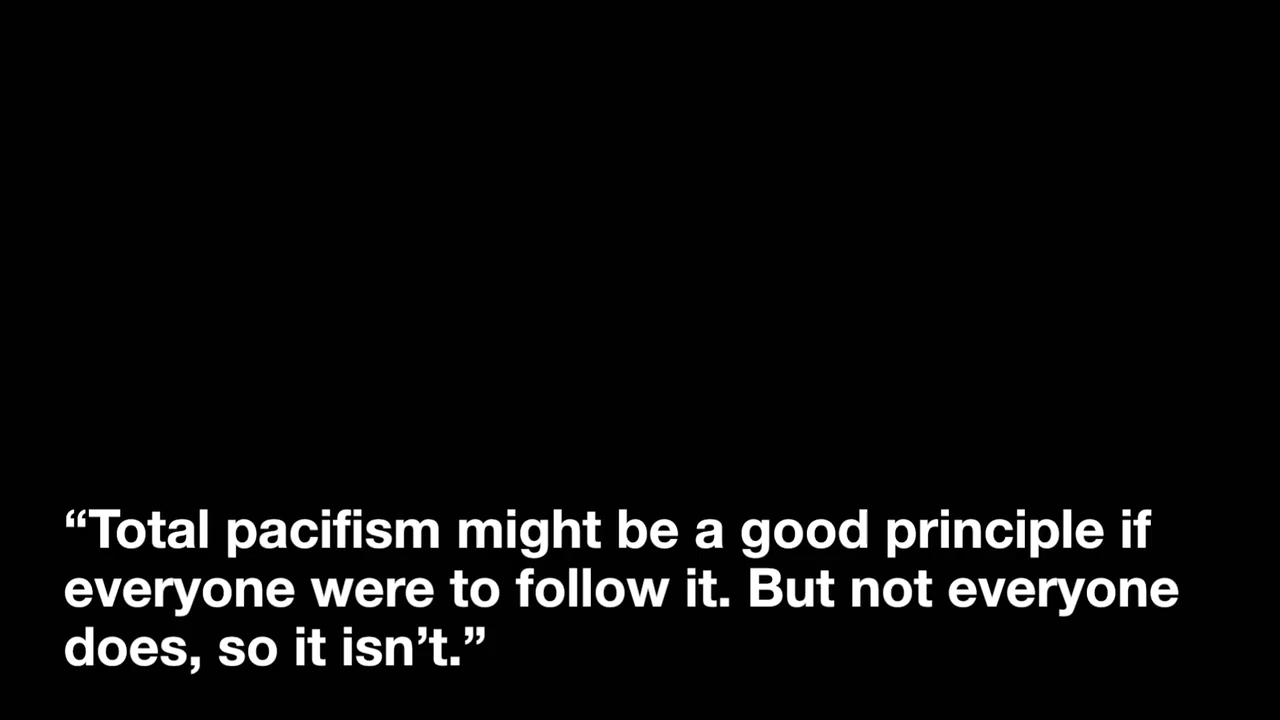 “Total pacifism might be a good principle if
everyone were to follow it. But not everyone
does, so it isn’t.”